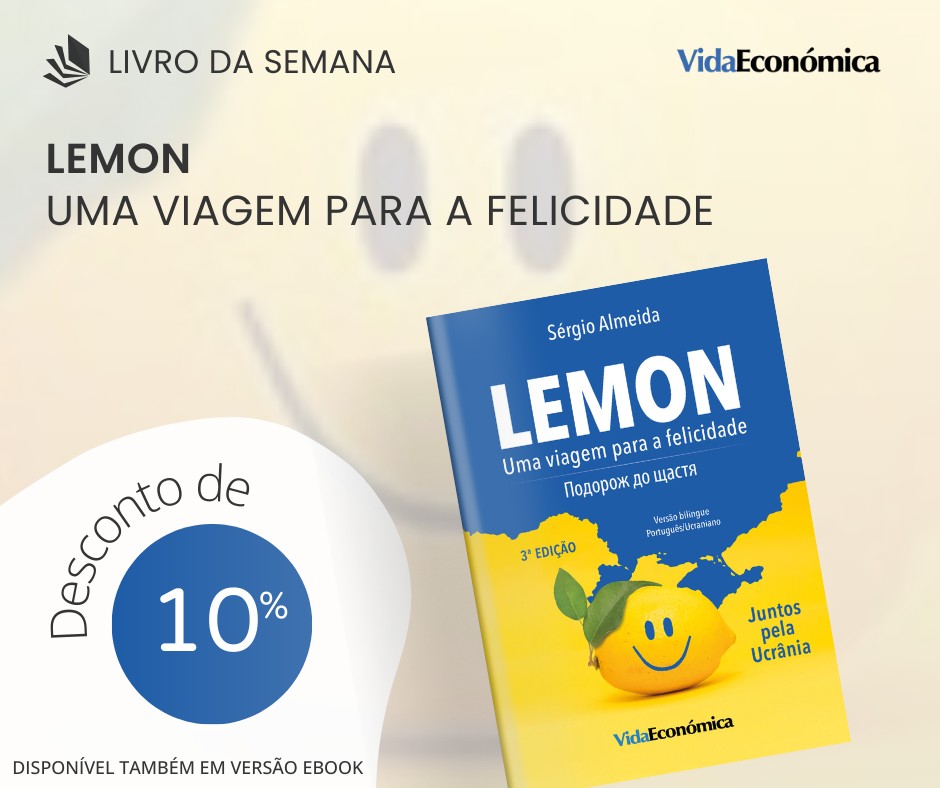 LIVRO DA SEMANA
VidaEconómica
LEMON
UMA VIAGEM PARA A FELICIDADE
Sérgio Almeida
LEMON
Uma viagem para a felicidade
Подорож до щастя
Versão bilingue
Português/Ucraniano
3ª EDIÇÃO
Juntos
pela
Ucrânia
VidaEconómica
Desconto de
10%
DISPONÍVEL TAMBÉM EM VERSÃO EBOOK